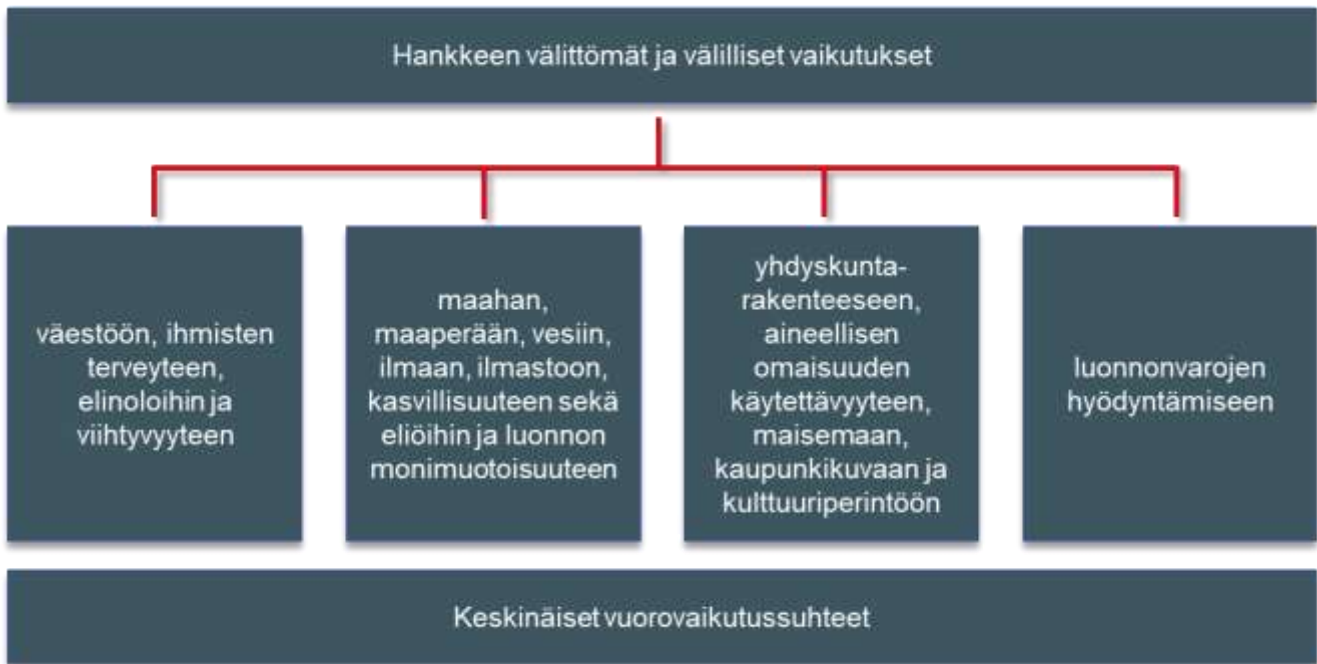 Hankkeen välittömät ja välilliset vaikutukset
väestöön, ihmisten
terveyteen,
elinoloihin ja
viihtyvyyteen
maahan,
maaperään, vesiin,
ilmaan, ilmastoon,
kasvillisuuteen sekä
eliöihin ja luonnon
monimuotoisuuteen
yhdyskunta-
rakenteeseen,
aineellisen
omaisuuden
käytettävyyteen,
maisemaan,
kaupunkikuvaan ja
kulttuuriperintöön
luonnonvarojen
hyödyntämiseen
Keskinäiset vuorovaikutussuhteet